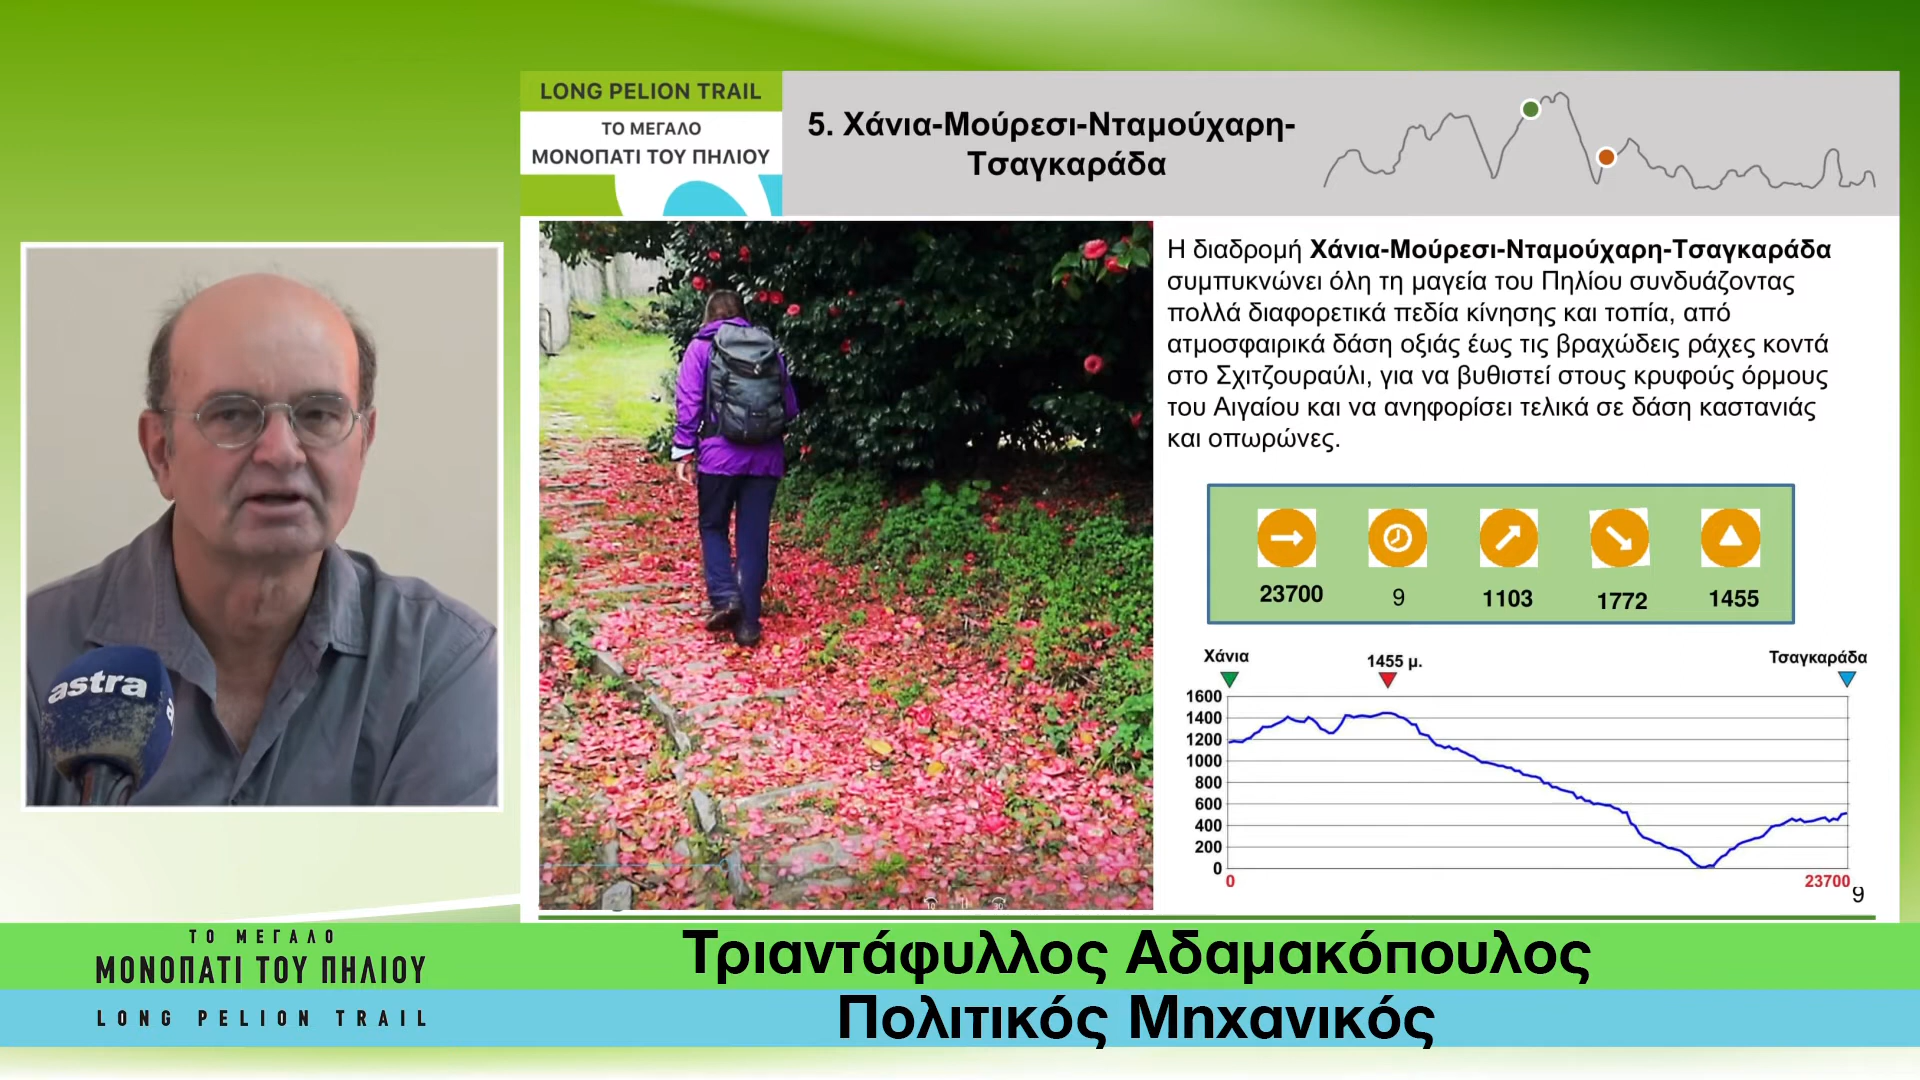 LONG PELION TRAIL
ΤΟ ΜΕΓΑΛΟ
ΜΟΝΟΠΑΤΙ ΤΟΥ ΠΗΛΙΟΥ
5. Χάνια-Μούρεσι-Νταμούχαρη-
Τσαγκαράδα
Η διαδρομή Χάνια-Μούρεσι-Νταμούχαρη-Τσαγκαράδα
συμπυκνώνει όλη τη μαγεία του Πηλίου συνδυάζοντας
πολλά διαφορετικά πεδία κίνησης και τοπία, από
ατμοσφαιρικά δάση οξιάς έως τις βραχώδεις ράχες κοντά
στο Σχιτζουραύλι, για να βυθιστεί στους κρυφούς όρμους
του Αιγαίου και να ανηφορίσει τελικά σε δάση καστανιάς
και οπωρώνες.
23700 9 1103 1772 1455
Χάνια 1455 μ. Τσαγκαράδα
1600
1400
1200
1000
800
600
400
200
0
0 23700
9
astra
ΤΟ ΜΕΓΑΛΟ
ΜΟΝΟΠΑΤΙ ΤΟΥ ΠΗΛΙΟΥ
LONG PELION TRAIL
Τριαντάφυλλος Αδαμακόπουλος
Πολιτικός Μηχανικός